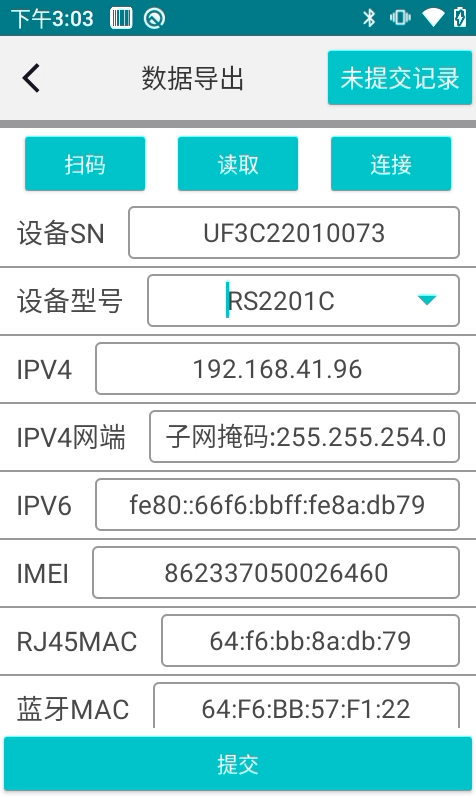 下午3:03
数据导出
未提交记录
扫码
读取
连接
设备SN
UF3C22010073
设备型号
RS2201C
IPV4
192.168.41.96
IPV4网端
子网掩码:255.255.254.0
IPV6
fe80::66f6:bbff:fe8a:db79
IMEI
862337050026460
RJ45MAC
64:f6:bb:8a:db:79
蓝牙MAC
64:F6:BB:57:F1:22
提交